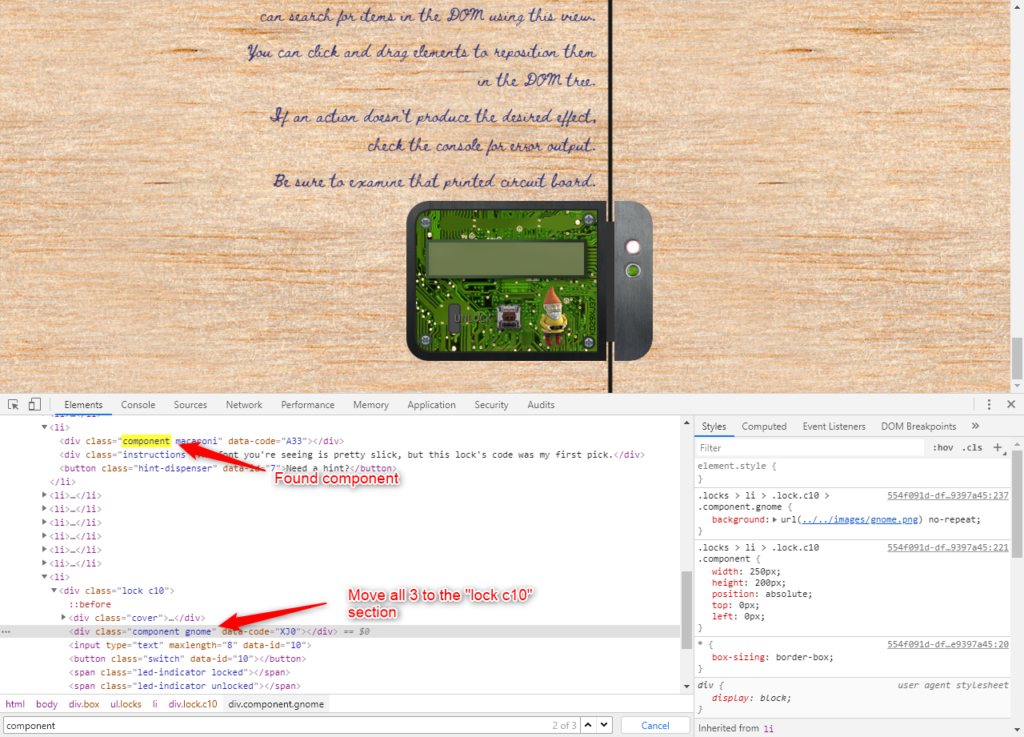 can search for items in the DOM using this view.
You can click and drag elements to reposition them
in the DOM tree.
If an action doesn't produce the desired effect,
check the console for error output.
Be sure to examine that printed circuit board.
UNLOCK
Elements Console Sources Network Performance Memory Application Security Audits
<li>
<div class="component macaroni" data-code="A33"></div>
<div class="instructions font you're seeing is pretty slick, but this lock's code was my first pick.</div>
<button class="hint-dispenser" data-id="7">Need a hint?</button>
Found component
</li>
<li>…</li>
<li>…</li>
<li>…</li>
<li>…</li>
<li>…</li>
<li>…</li>
<li>
<div class="lock c10">
::before
<div class="cover">…</div>
Move all 3 to the "lock c10"
section
<div class="component gnome" data-code="XJ0"></div> == $0
<input type="text" maxlength="8" data-id="10">
<button class="switch" data-id="10"></button>
<span class="led-indicator locked"></span>
<span class="led-indicator unlocked"></span>
html body div.box ul.locks li div.lock.c10 div.component.gnome
component 2 of 3 Cancel
Styles Computed Event Listeners DOM Breakpoints »
Filter :hov .cls +
element.style {
}
.locks > li > .lock.c10 > 554f091d-df…9397a45:237
.component.gnome {
background: url(../../images/gnome.png) no-repeat;
}
.locks > li > .lock.c10 554f091d-df…9397a45:221
.component {
width: 250px;
height: 200px;
position: absolute;
top: 0px;
left: 0px;
}
* { 554f091d-df…e9397a45:20
box-sizing: border-box;
}
div { user agent stylesheet
display: block;
}
Inherited from li